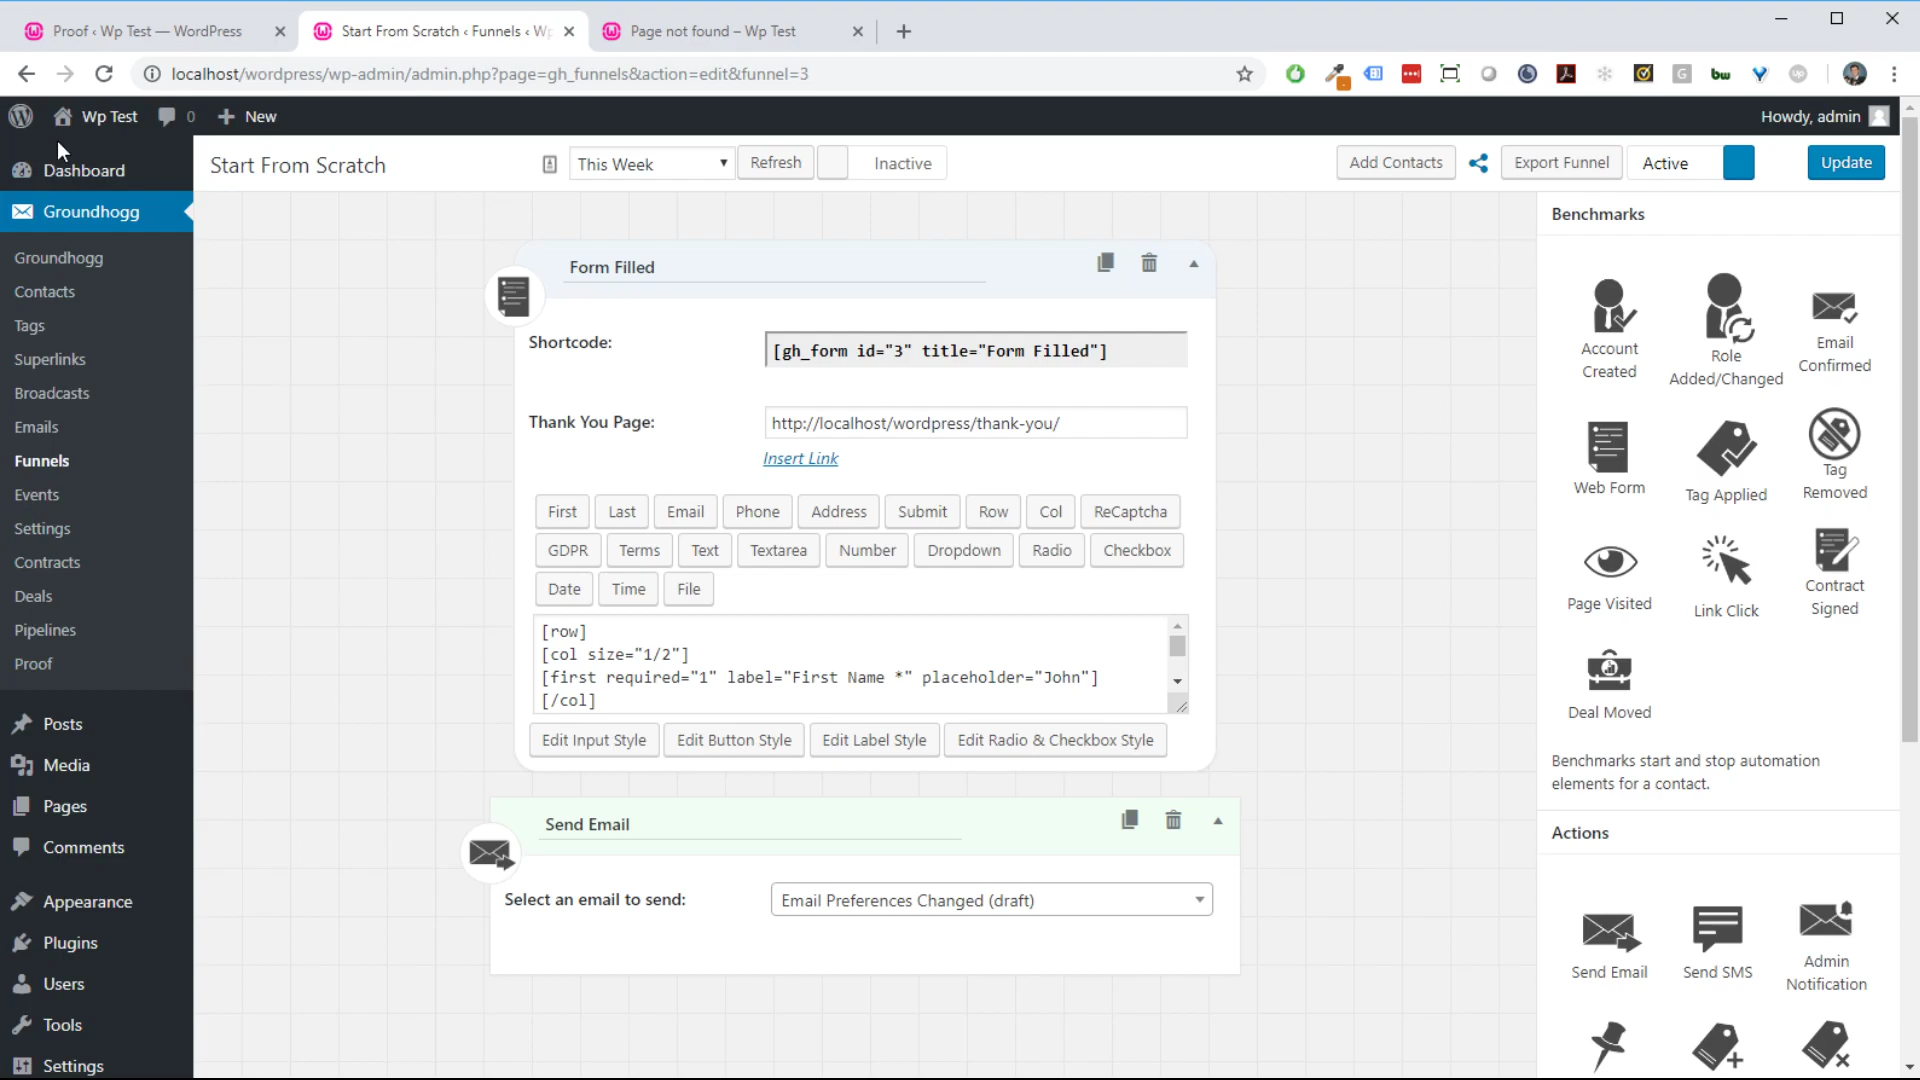 Proof ‹ Wp Test — WordPress
Start From Scratch ‹ Funnels ‹ Wp
Page not found – Wp Test
localhost/wordpress/wp-admin/admin.php?page=gh_funnels&action=edit&funnel=3
Wp Test
0
New
Howdy, admin
Dashboard
Groundhogg
Groundhogg
Contacts
Tags
Superlinks
Broadcasts
Emails
Funnels
Events
Settings
Contracts
Deals
Pipelines
Proof
Posts
Media
Pages
Comments
Appearance
Plugins
Users
Tools
Settings
Start From Scratch
This Week
Refresh
Inactive
Add Contacts
Export Funnel
Active
Update
Form Filled
Shortcode:
[gh_form id="3" title="Form Filled"]
Thank You Page:
http://localhost/wordpress/thank-you/
Insert Link
First Last Email Phone Address Submit Row Col ReCaptcha
GDPR Terms Text Textarea Number Dropdown Radio Checkbox
Date Time File
[row]
[col size="1/2"]
[first required="1" label="First Name *" placeholder="John"]
[/col]
Edit Input Style Edit Button Style Edit Label Style Edit Radio & Checkbox Style
Send Email
Select an email to send:
Email Preferences Changed (draft)
Benchmarks
Account
Created
Role
Added/Changed
Email
Confirmed
Web Form
Tag Applied
Tag
Removed
Page Visited
Link Click
Contract
Signed
Deal Moved
Benchmarks start and stop automation
elements for a contact.
Actions
Send Email
Send SMS
Admin
Notification